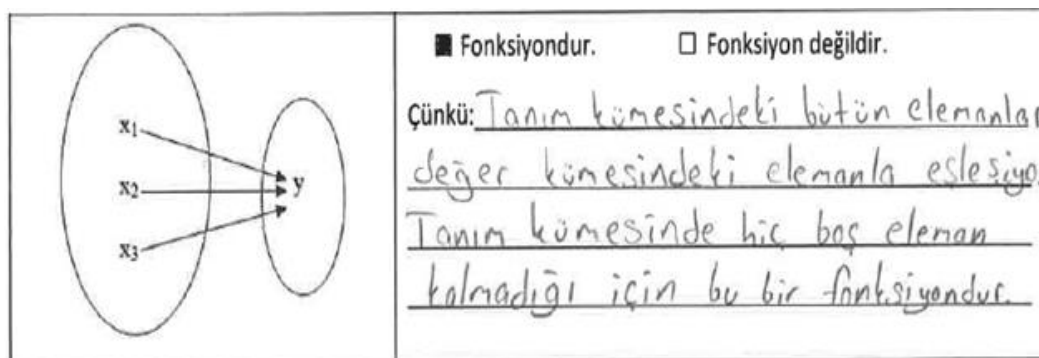 x1
x2
x3
y
■ Fonksiyondur. □ Fonksiyon değildir.
Çünkü: Tanım kümesindeki bütün elemanlar
değer kümesindeki elemanla eşleşiyo
Tanım kümesinde hiç boş eleman
kalmadığı için bu bir fonksiyondur.